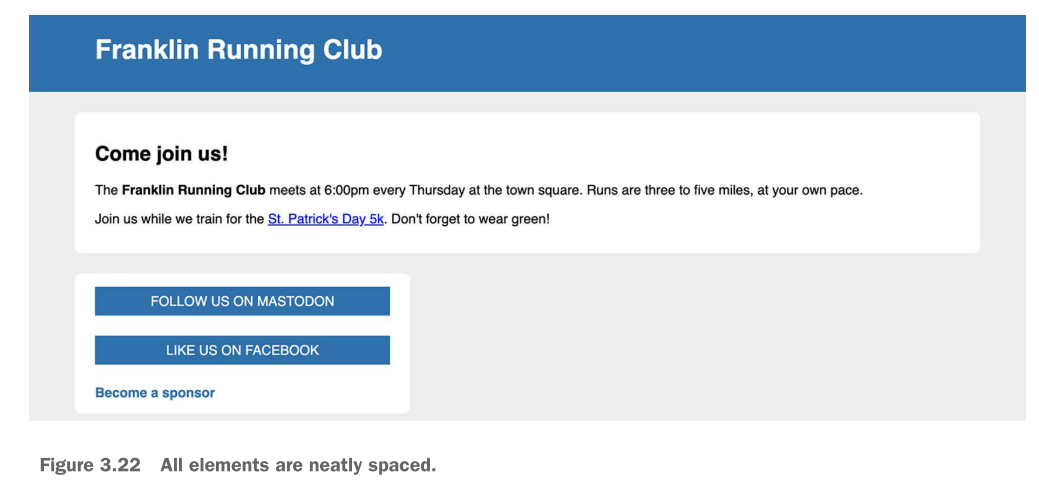 Franklin Running Club
Come join us!
The Franklin Running Club meets at 6:00pm every Thursday at the town square. Runs are three to five miles, at your own pace.
Join us while we train for the St. Patrick's Day 5k. Don't forget to wear green!
FOLLOW US ON MASTODON
LIKE US ON FACEBOOK
Become a sponsor
Figure 3.22 All elements are neatly spaced.